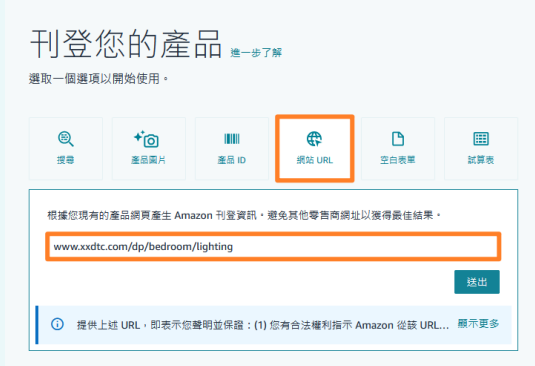 刊登您的產品 進一步了解
選取一個選項以開始使用。
搜尋 產品圖片 產品 ID 網站 URL 空白表單 試算表
根據您現有的產品網頁產生 Amazon 刊登資訊。避免其他零售商網址以獲得最佳結果。
www.xxdtc.com/dp/bedroom/lighting
送出
提供上述 URL，即表示您聲明並保證：(1) 您有合法權利指示 Amazon 從該 URL... 顯示更多